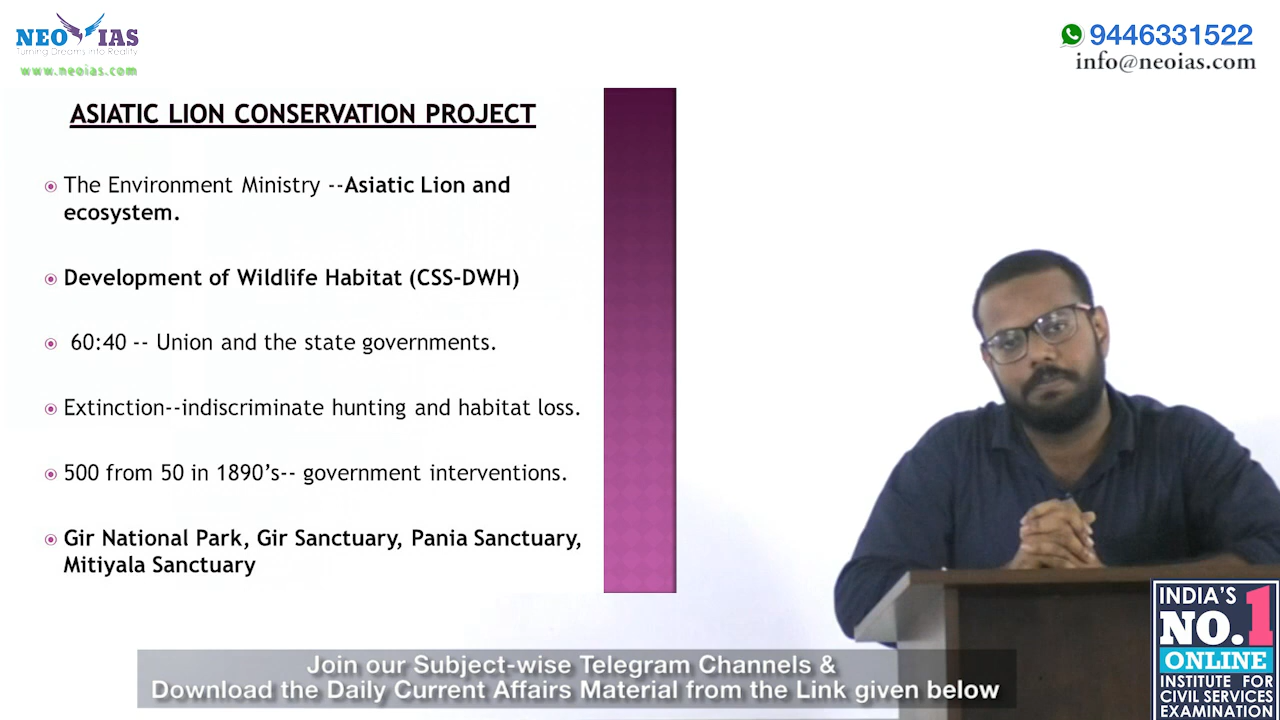 NEO IAS
Turning Dreams into Reality
www.neoias.com
9446331522
info@neoias.com
ASIATIC LION CONSERVATION PROJECT
The Environment Ministry --Asiatic Lion and
ecosystem.
Development of Wildlife Habitat (CSS-DWH)
60:40 -- Union and the state governments.
Extinction--indiscriminate hunting and habitat loss.
500 from 50 in 1890’s-- government interventions.
Gir National Park, Gir Sanctuary, Pania Sanctuary,
Mitiyala Sanctuary
INDIA'S
NO.1
ONLINE
INSTITUTE FOR
CIVIL SERVICES
EXAMINATION
Join our Subject-wise Telegram Channels &
Download the Daily Current Affairs Material from the Link given below